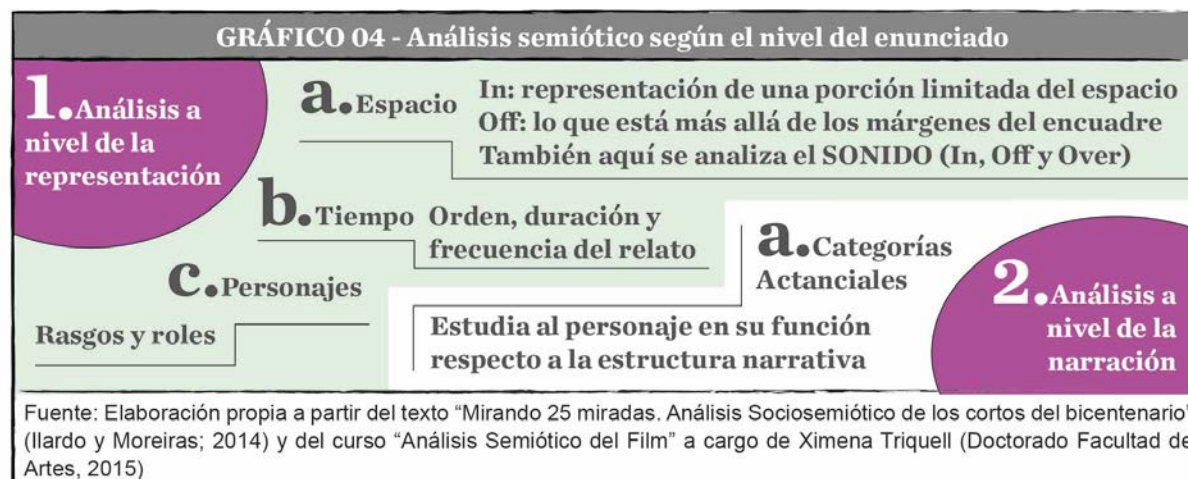 GRÁFICO 04 - Análisis semiótico según el nivel del enunciado
1. Análisis a
nivel de la
representación
a. Espacio
In: representación de una porción limitada del espacio
Off: lo que está más allá de los márgenes del encuadre
También aquí se analiza el SONIDO (In, Off y Over)
b. Tiempo
Orden, duración y
frecuencia del relato
c. Personajes
Rasgos y roles
2. Análisis a
nivel de la
narración
a. Categorías
Actanciales
Estudia al personaje en su función
respecto a la estructura narrativa
Fuente: Elaboración propia a partir del texto “Mirando 25 miradas. Análisis Sociosemiótico de los cortos del bicentenario”
(Ilardo y Moreiras; 2014) y del curso “Análisis Semiótico del Film” a cargo de Ximena Triquell (Doctorado Facultad de
Artes, 2015)